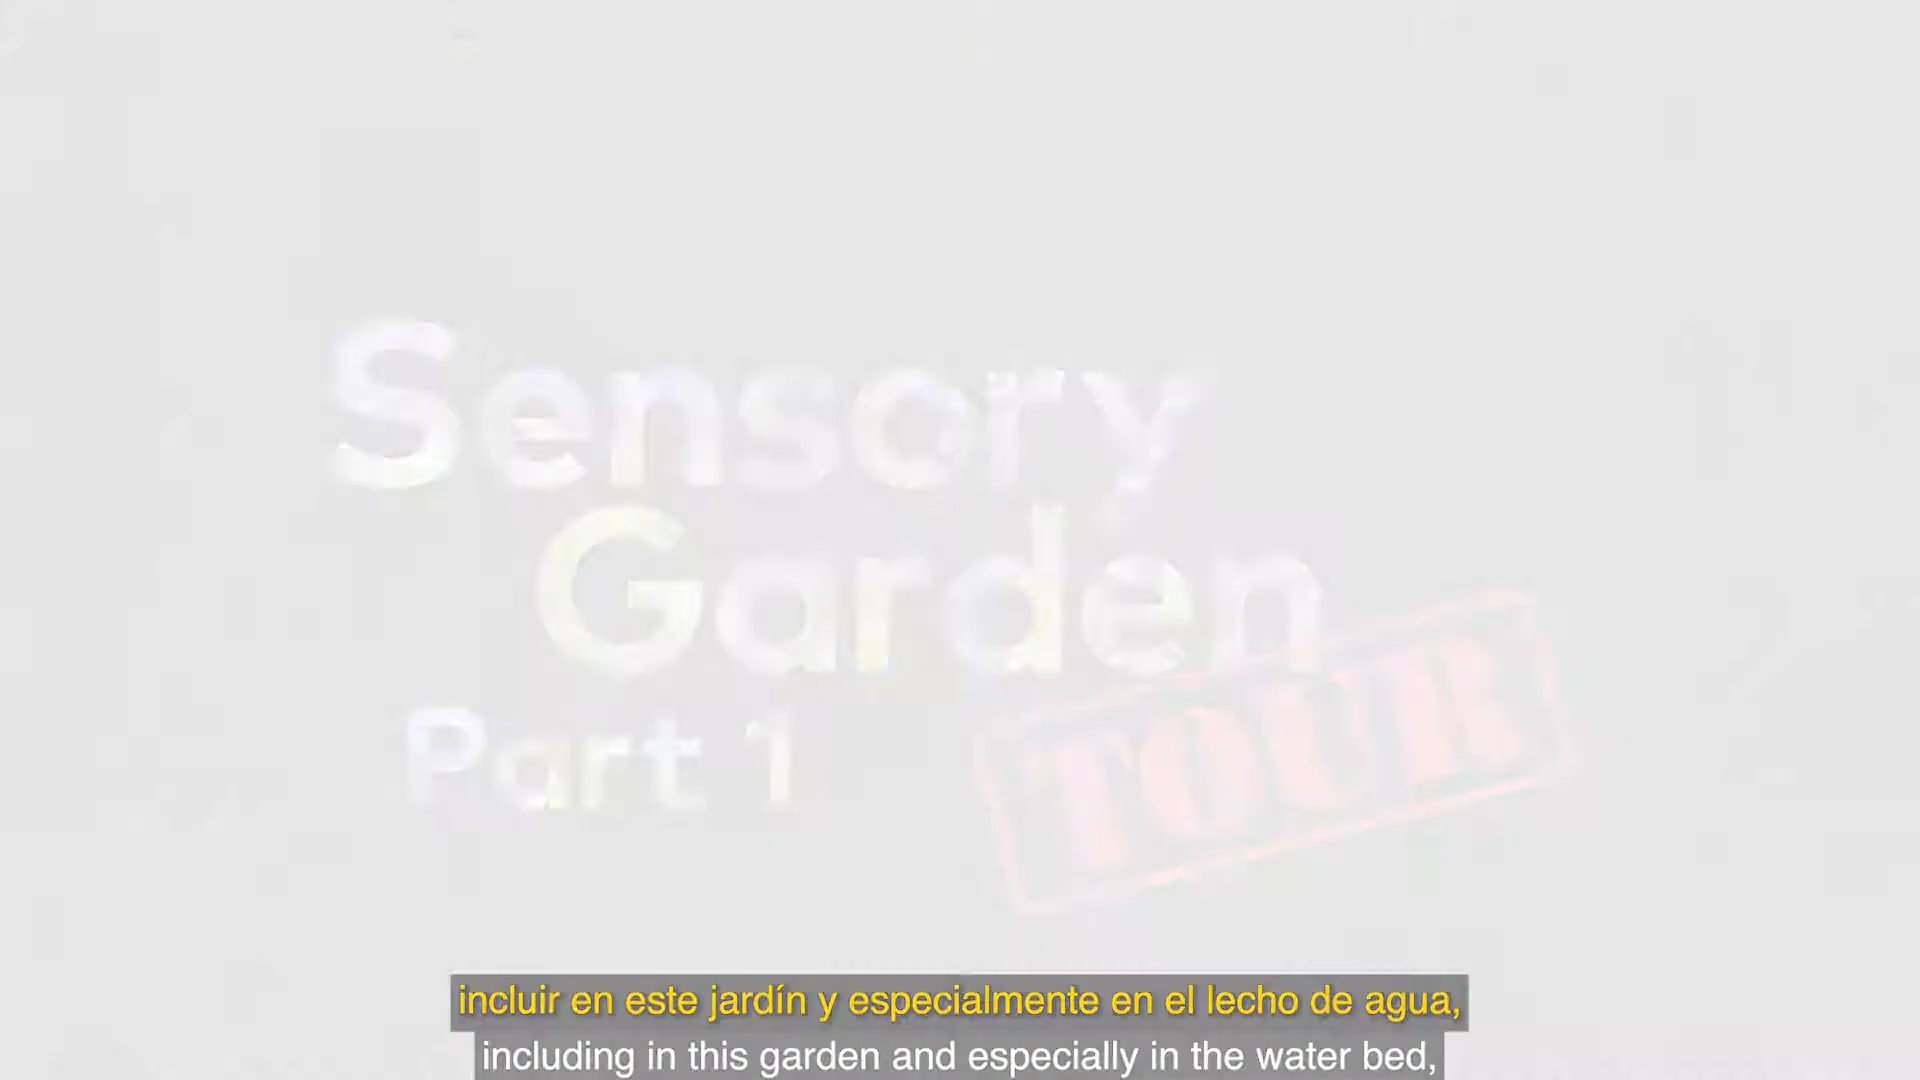 Sensory
Garden
Part 1
TOUR
incluir en este jardín y especialmente en el lecho de agua,
including in this garden and especially in the water bed,